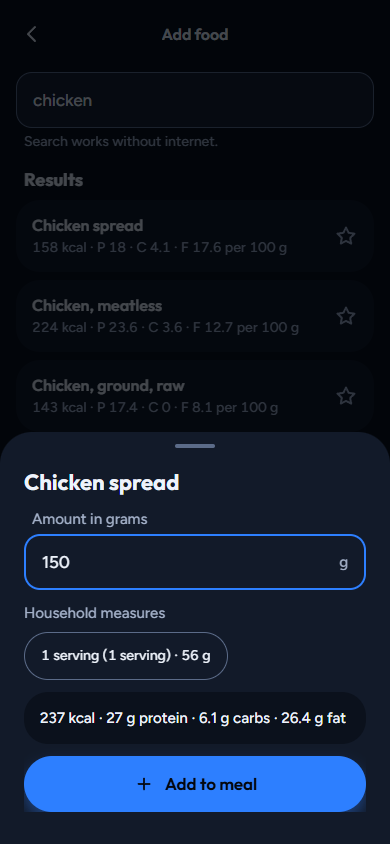 Add food
chicken
Search works without internet.
Results
Chicken spread
158 kcal · P 18 · C 4.1 · F 17.6 per 100 g
Chicken, meatless
224 kcal · P 23.6 · C 3.6 · F 12.7 per 100 g
Chicken, ground, raw
143 kcal · P 17.4 · C 0 · F 8.1 per 100 g
Chicken spread
Amount in grams
150 g
Household measures
1 serving (1 serving) · 56 g
237 kcal · 27 g protein · 6.1 g carbs · 26.4 g fat
+ Add to meal